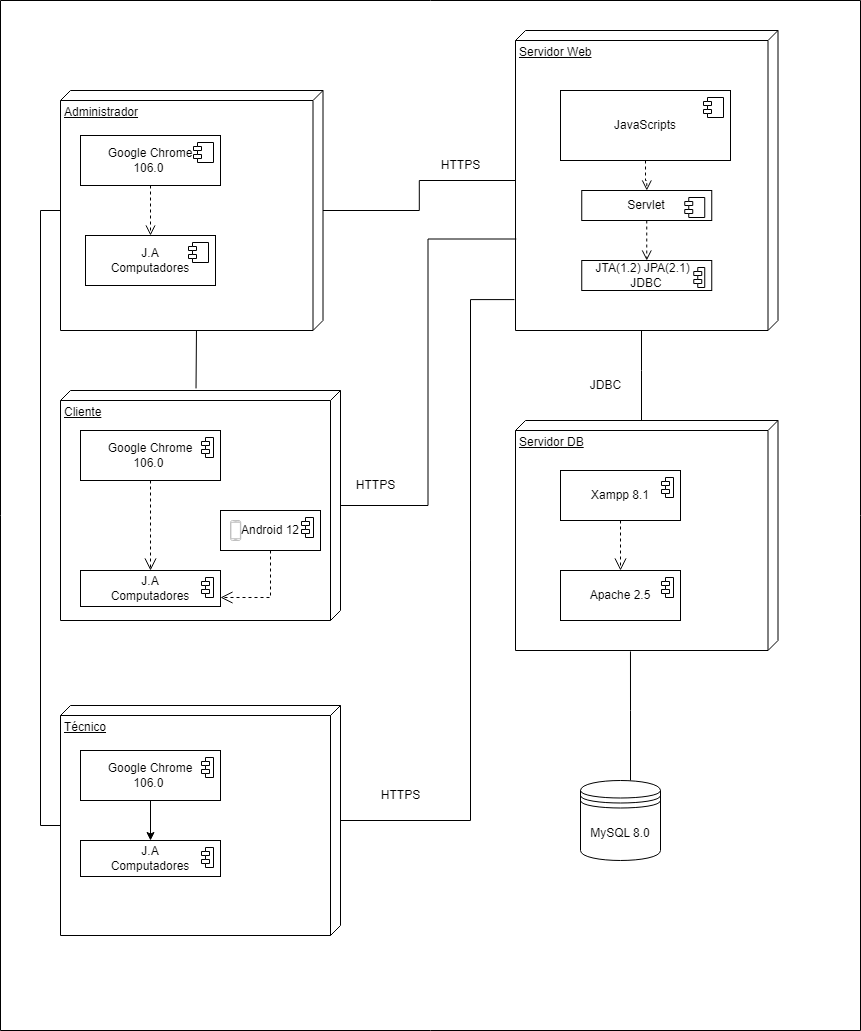 Servidor Web
JavaScripts
Servlet
JTA(1.2) JPA(2.1)
JDBC
Administrador
Google Chrome
106.0
J.A
Computadores
HTTPS
JDBC
Cliente
Google Chrome
106.0
Android 12
J.A
Computadores
HTTPS
Servidor DB
Xampp 8.1
Apache 2.5
Técnico
Google Chrome
106.0
J.A
Computadores
HTTPS
MySQL 8.0